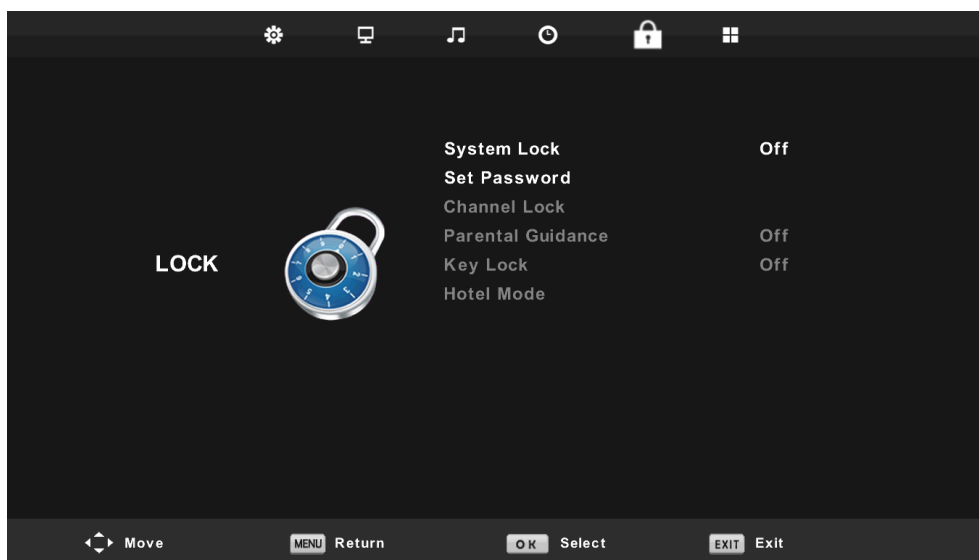 System Lock Off
Set Password
Channel Lock
Parental Guidance Off
Key Lock Off
Hotel Mode
LOCK
Move MENU Return OK Select EXIT Exit